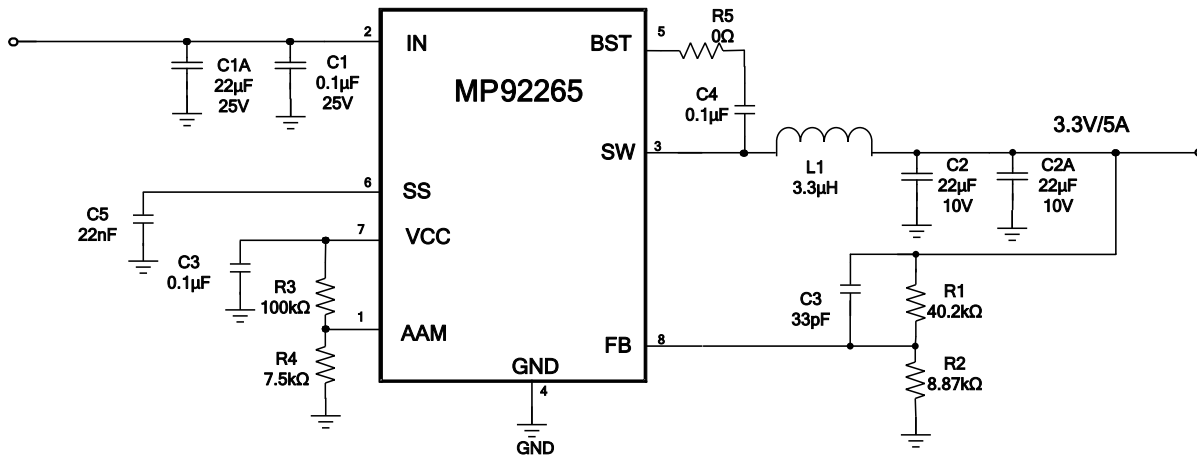 2
IN
C1A
22µF
25V
C1
0.1µF
25V
MP92265
BST
5
R5
0Ω
C4
0.1µF
SW
3
L1
3.3µH
3.3V/5A
C2
22µF
10V
C2A
22µF
10V
6
SS
C5
22nF
7
VCC
C3
0.1µF
R3
100kΩ
1
AAM
R4
7.5kΩ
GND
4
GND
FB
8
C3
33pF
R1
40.2kΩ
R2
8.87kΩ